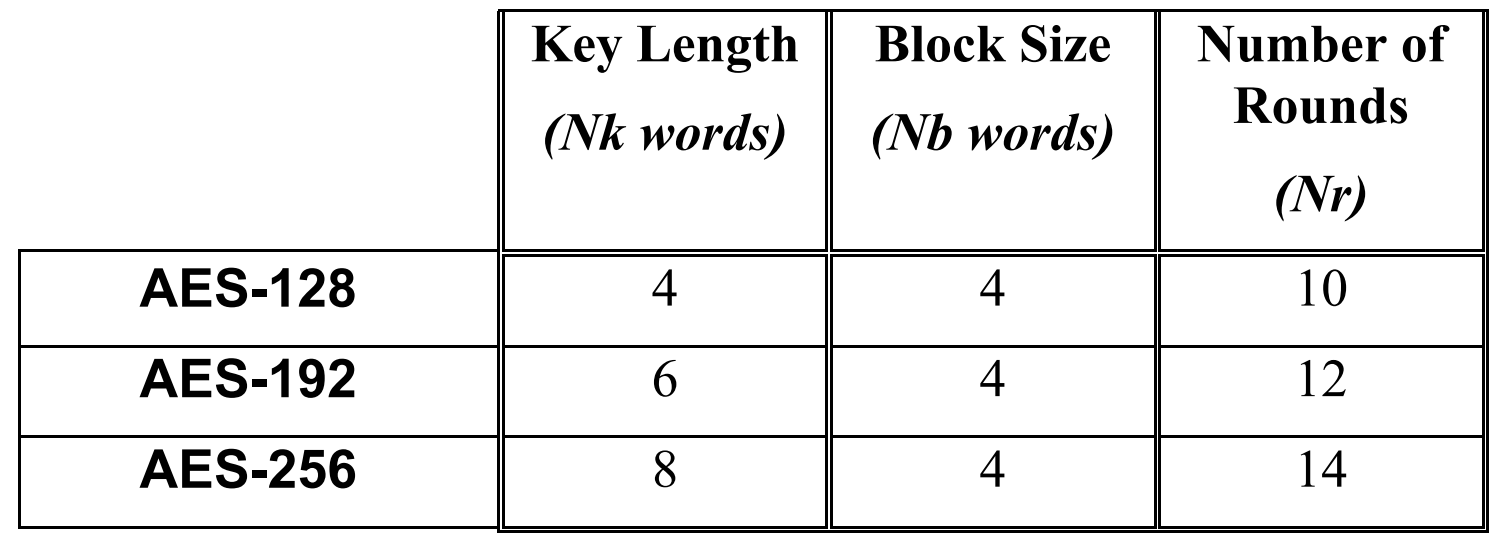 Key Length Block Size Number of
Rounds
(Nk words) (Nb words)
(Nr)
AES-128 4 4 10
AES-192 6 4 12
AES-256 8 4 14